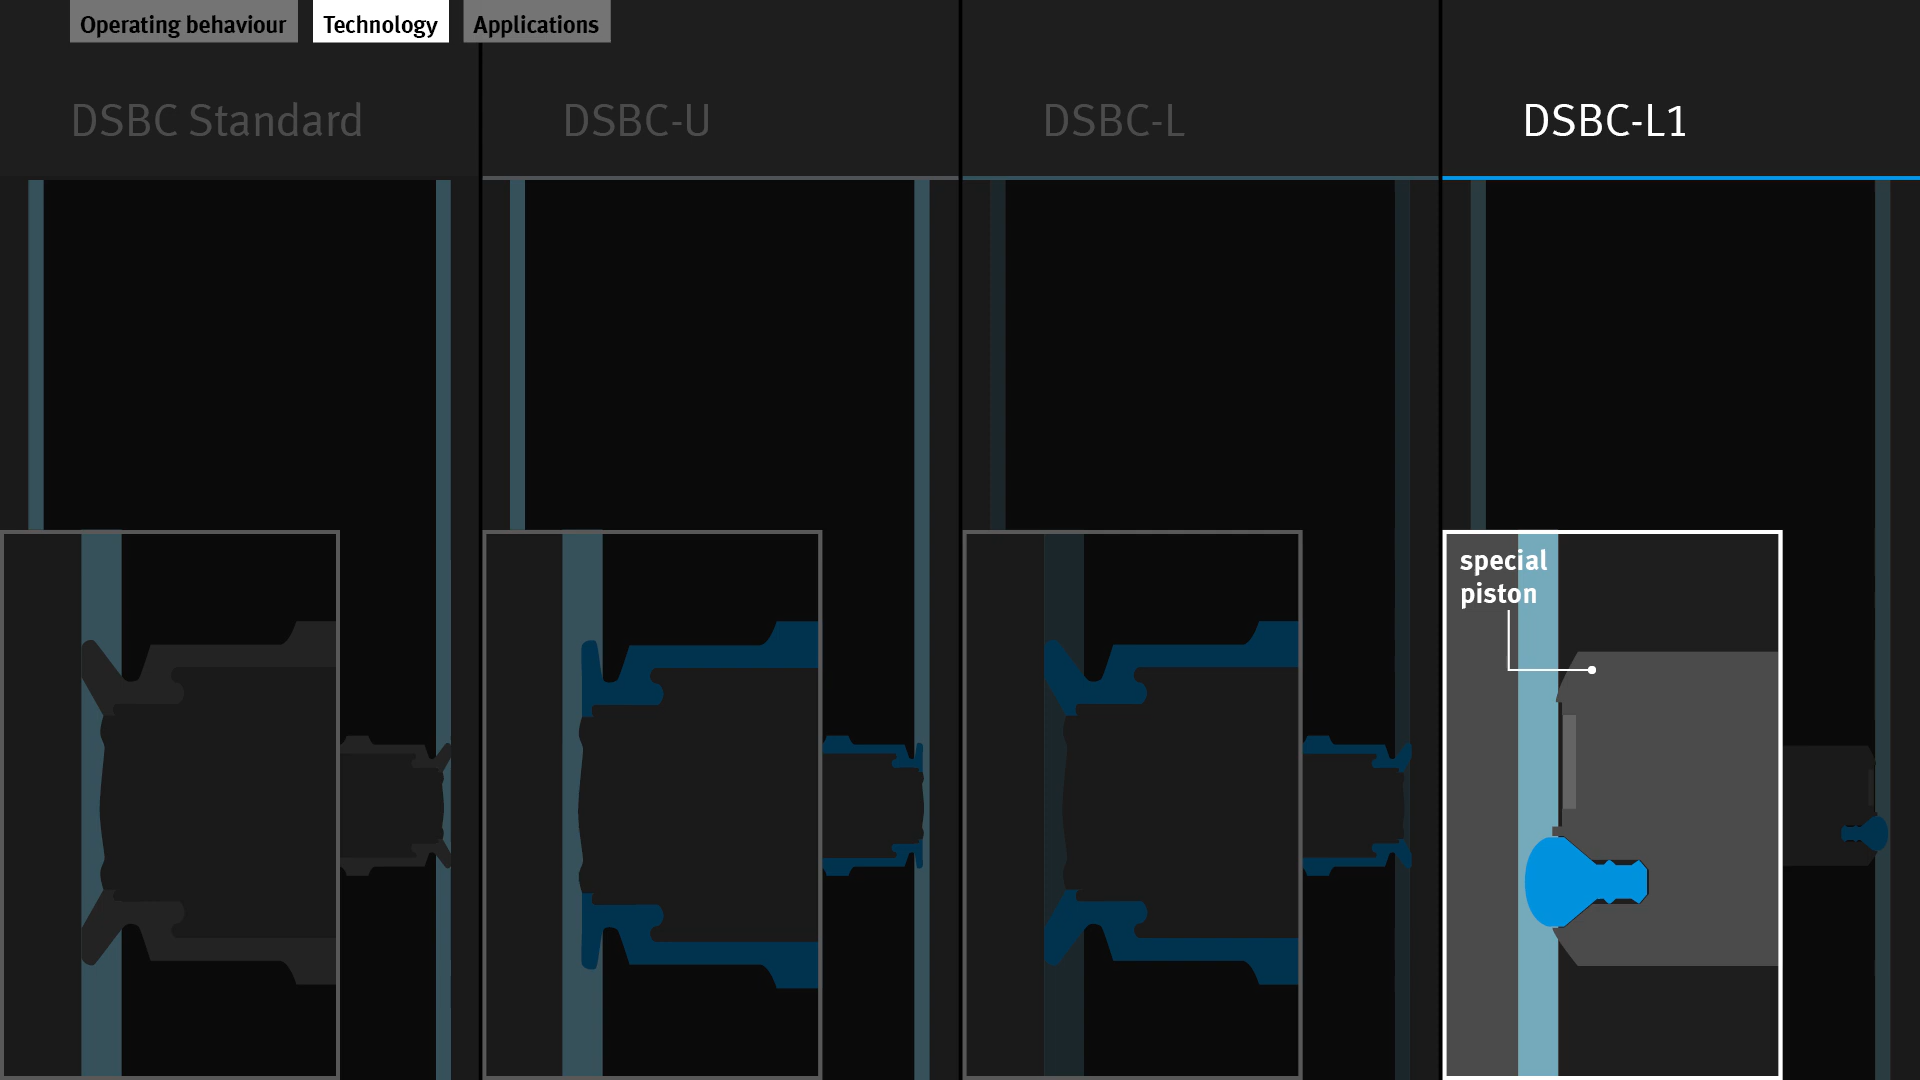 Operating behaviour
Technology
Applications
DSBC Standard
DSBC-U
DSBC-L
DSBC-L1
special
piston